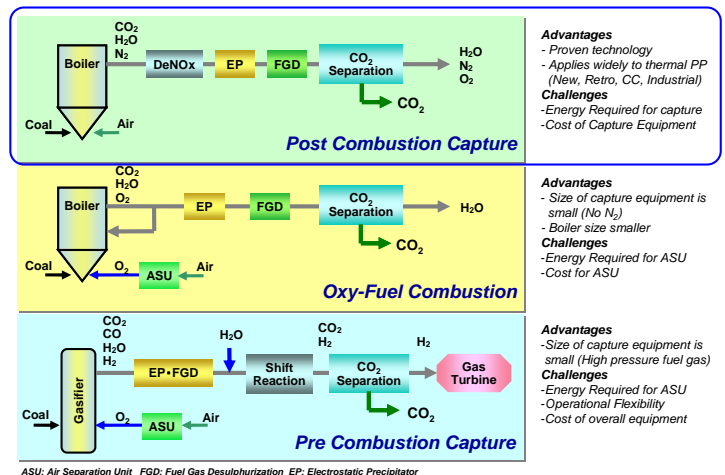 CO2
H2O
N2
Boiler
DeNOx
EP
FGD
CO2
Separation
H2O
N2
O2
CO2
Coal
Air
Post Combustion Capture
Advantages
- Proven technology
- Applies widely to thermal PP
(New, Retro, CC, Industrial)
Challenges
-Energy Required for capture
-Cost of Capture Equipment
CO2
H2O
O2
Boiler
EP
FGD
CO2
Separation
H2O
CO2
Coal
O2
ASU
Air
Oxy-Fuel Combustion
Advantages
- Size of capture equipment is
small (No N2)
- Boiler size smaller
Challenges
-Energy Required for ASU
-Cost for ASU
CO2
CO
H2O
H2
Gasifier
EP・FGD
H2O
Shift
Reaction
CO2
H2
CO2
Separation
H2
Gas
Turbine
CO2
Coal
O2
ASU
Air
Pre Combustion Capture
Advantages
-Size of capture equipment is
small (High pressure fuel gas)
Challenges
-Energy Required for ASU
-Operational Flexibility
-Cost of overall equipment
ASU: Air Separation Unit FGD: Fuel Gas Desulphurization EP: Electrostatic Precipitator